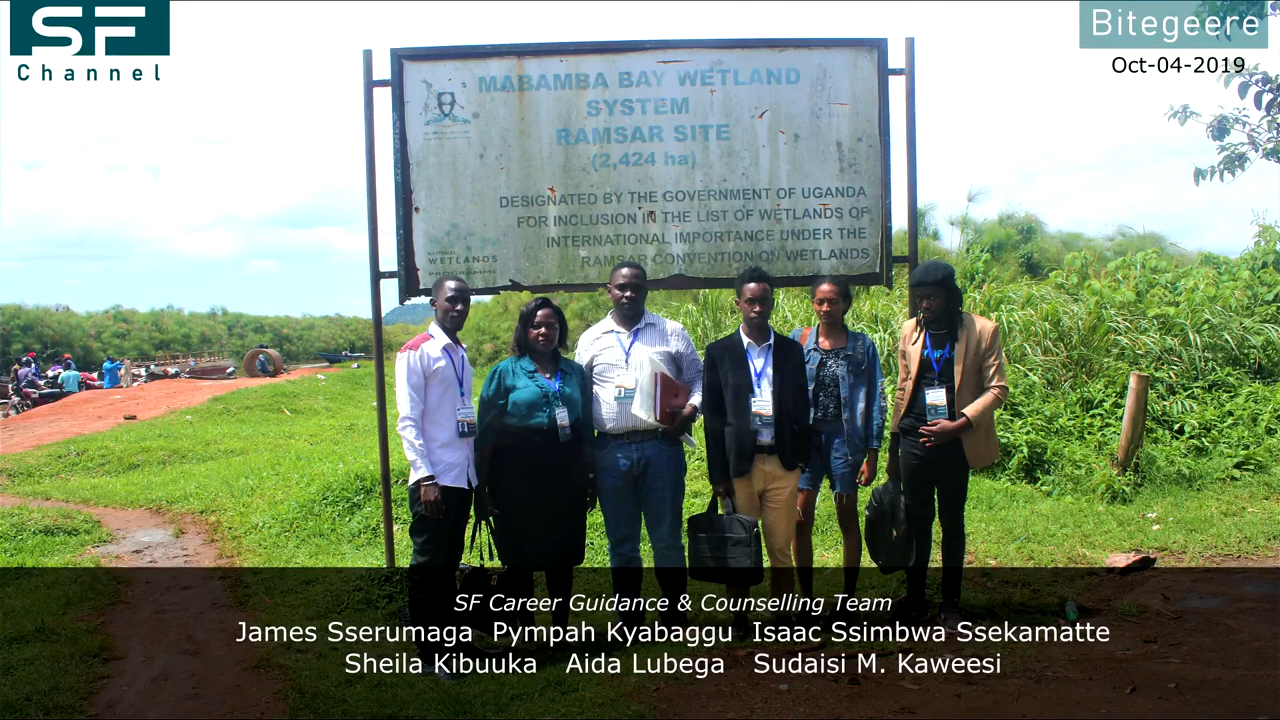 SF
Channel
Bitegeere
Oct-04-2019
MABAMBA BAY WETLAND
SYSTEM
RAMSAR SITE
(2,424 ha)
DESIGNATED BY THE GOVERNMENT OF UGANDA
FOR INCLUSION IN THE LIST OF WETLANDS OF
INTERNATIONAL IMPORTANCE UNDER THE
RAMSAR CONVENTION ON WETLANDS
NATIONAL
WETLANDS
PROGRAMME
SF Career Guidance & Counselling Team
James Sserumaga Pympah Kyabaggu Isaac Ssimbwa Ssekamatte
Sheila Kibuuka Aida Lubega Sudaisi M. Kaweesi